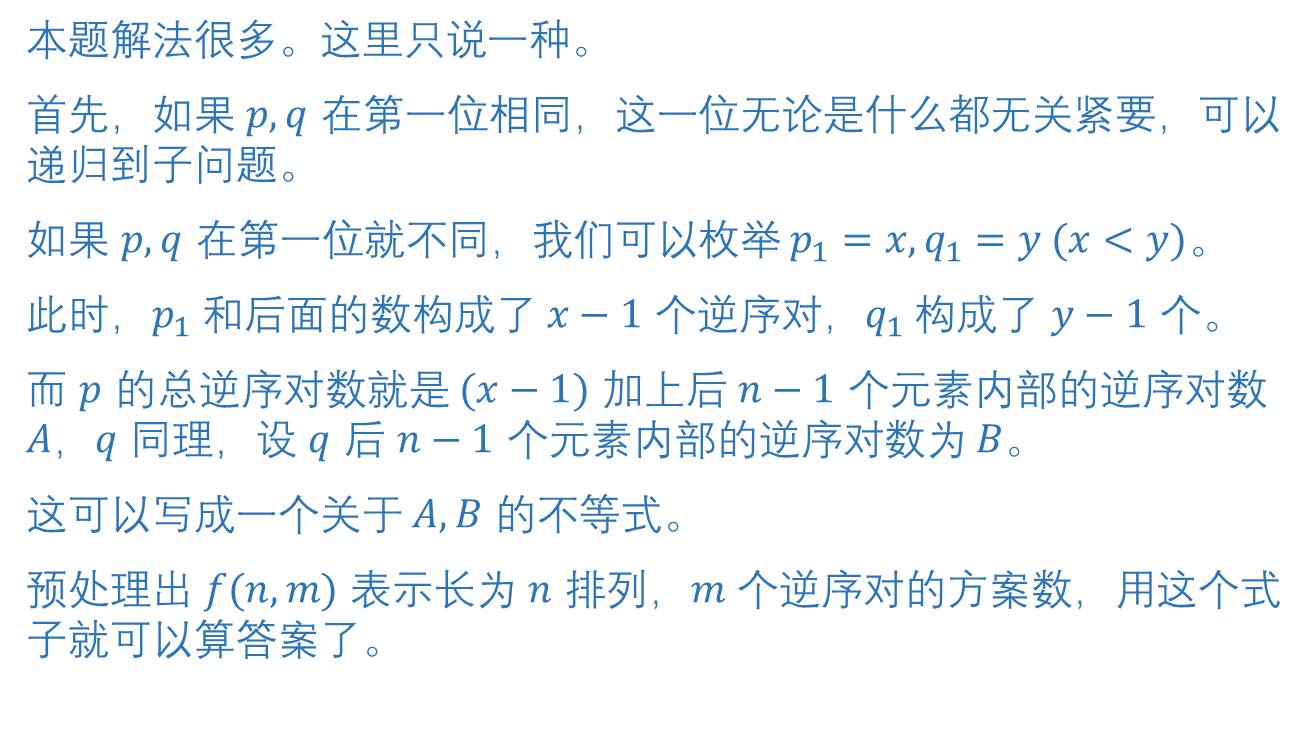 本题解法很多。这里只说一种。
首先，如果 p, q 在第一位相同，这一位无论是什么都无关紧要，可以
递归到子问题。
如果 p, q 在第一位就不同，我们可以枚举 p₁ = x, q₁ = y (x < y)。
此时，p₁ 和后面的数构成了 x − 1 个逆序对，q₁ 构成了 y − 1 个。
而 p 的总逆序对数就是 (x − 1) 加上后 n − 1 个元素内部的逆序对数
A，q 同理，设 q 后 n − 1 个元素内部的逆序对数为 B。
这可以写成一个关于 A, B 的不等式。
预处理出 f(n, m) 表示长为 n 排列，m 个逆序对的方案数，用这个式
子就可以算答案了。